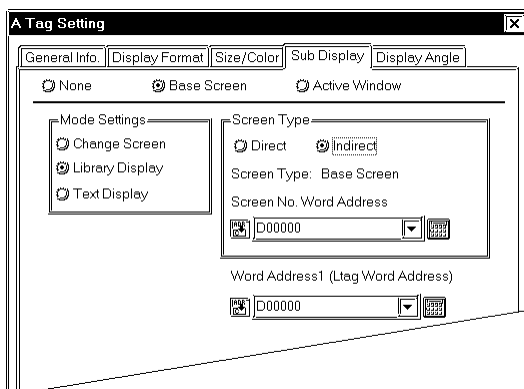 A Tag Setting
General Info. Display Format Size/Color Sub Display Display Angle
None Base Screen Active Window
Mode Settings
Change Screen
Library Display
Text Display
Screen Type
Direct Indirect
Screen Type: Base Screen
Screen No. Word Address
D00000
Word Address1 (Ltag Word Address)
D00000